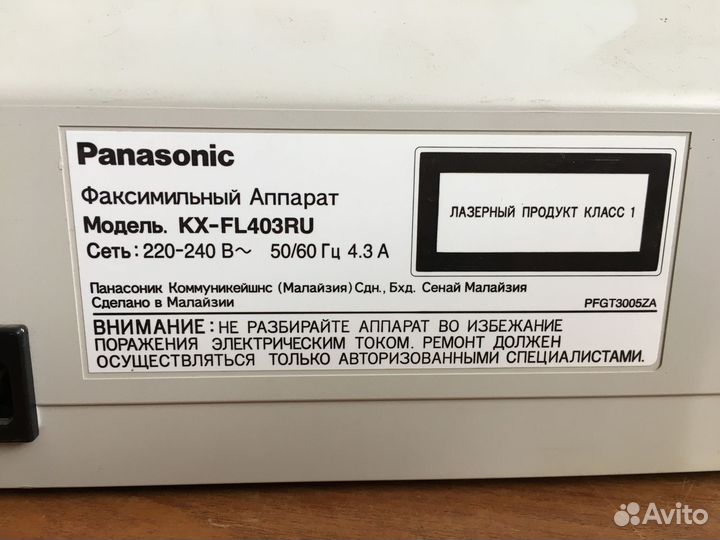 Panasonic
Факсимильный Аппарат
Модель. KX-FL403RU
Сеть: 220-240 В~ 50/60 Гц 4.3 А
ЛАЗЕРНЫЙ ПРОДУКТ КЛАСС 1
Панасоник Коммуникейшнс (Малайзия) Сдн., Бхд. Сенай Малайзия
Сделано в Малайзии
PFGT3005ZA
ВНИМАНИЕ: НЕ РАЗБИРАЙТЕ АППАРАТ ВО ИЗБЕЖАНИЕ
ПОРАЖЕНИЯ ЭЛЕКТРИЧЕСКИМ ТОКОМ. РЕМОНТ ДОЛЖЕН
ОСУЩЕСТВЛЯТЬСЯ ТОЛЬКО АВТОРИЗОВАННЫМИ СПЕЦИАЛИСТАМИ.
Avito